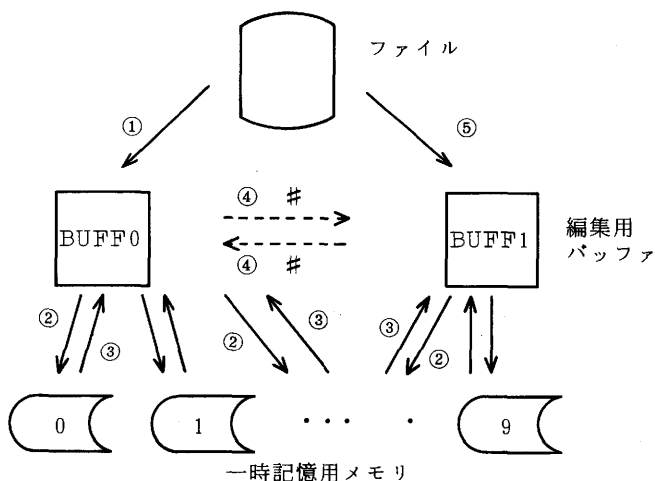 ファイル
① ⑤
④ #
BUFF0 BUFF1
編集用
バッファ
④ #
② ③ ② ③ ③ ②
0 1 ・・・ ・ 9
一時記憶用メモリ